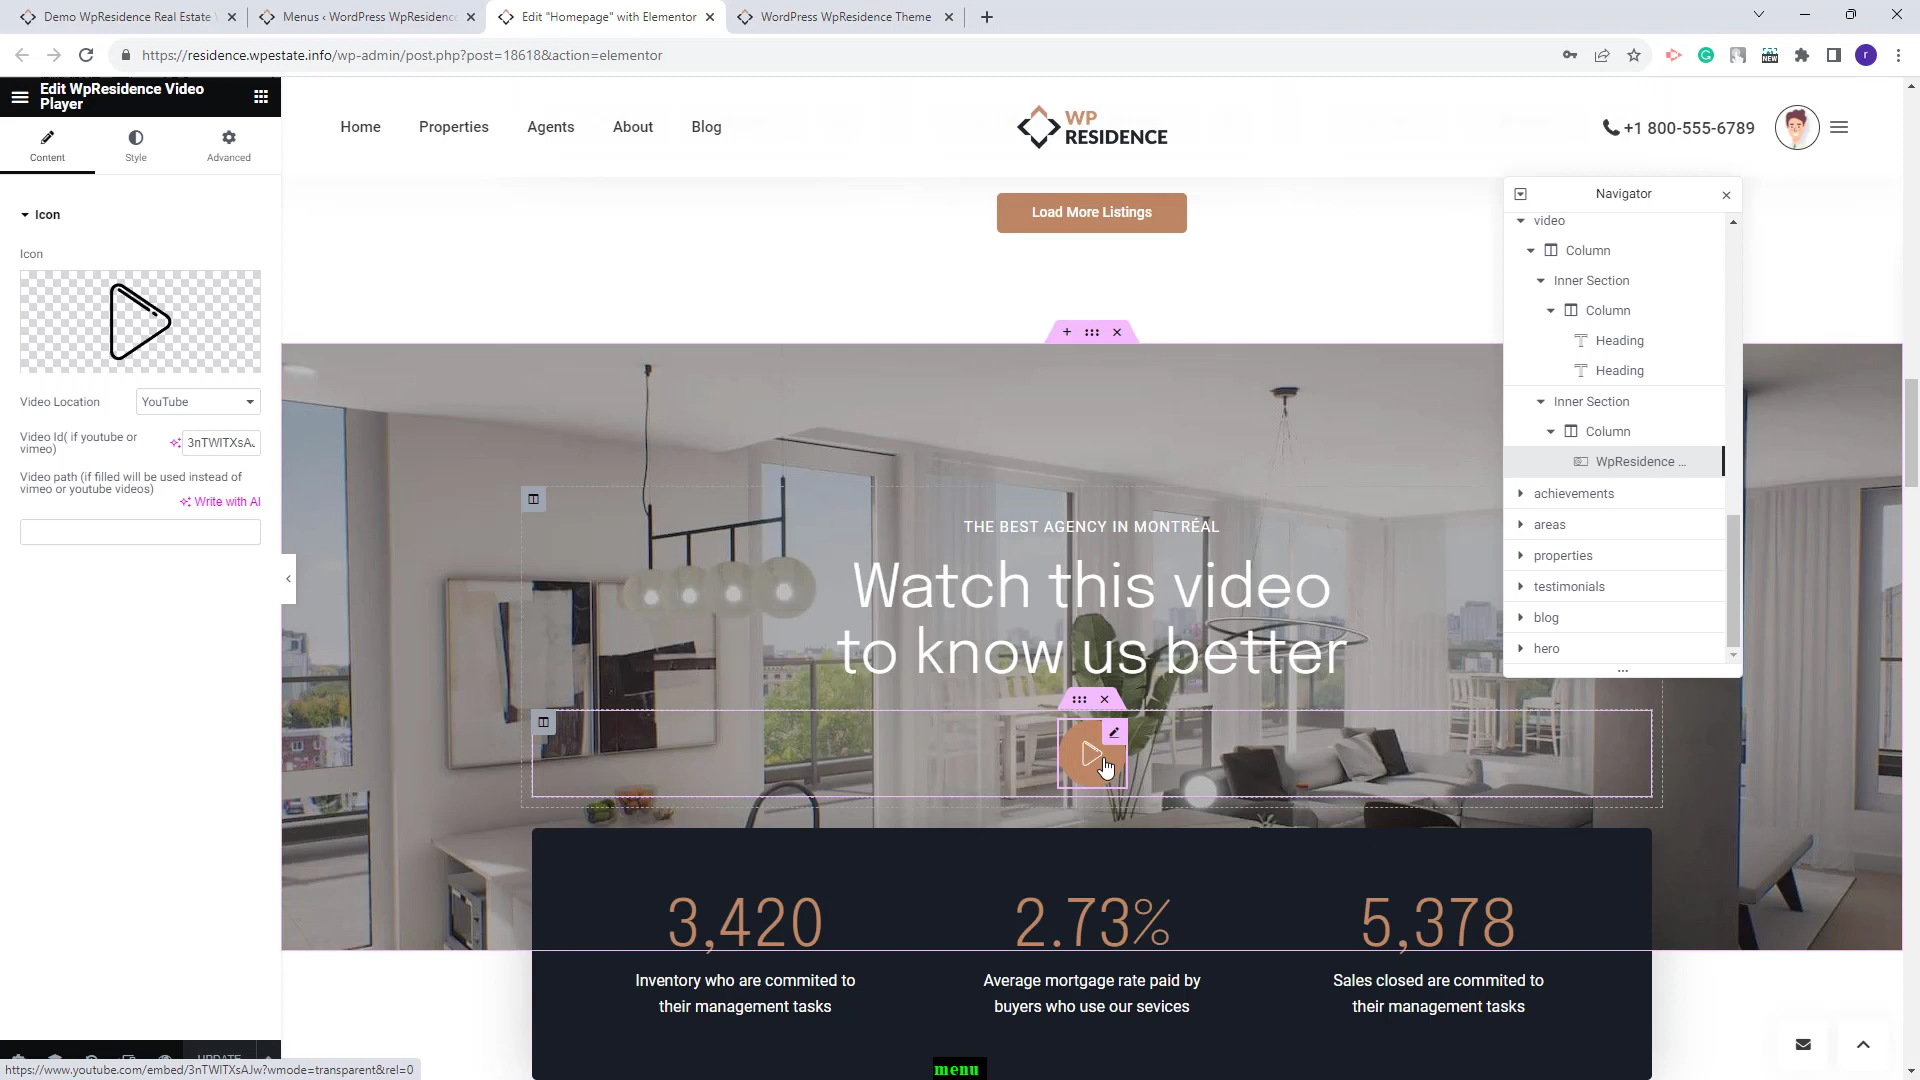 Demo WpResidence Real Estate
Menus ‹ WordPress WpResidence
Edit "Homepage" with Elementor
WordPress WpResidence Theme
https://residence.wpestate.info/wp-admin/post.php?post=18618&action=elementor
NEW
r
Edit WpResidence Video
Player
Content
Style
Advanced
Icon
Icon
Video Location
YouTube
Video Id( if youtube or
vimeo)
3nTWITXsA
Video path (if filled will be used instead of
vimeo or youtube videos)
Write with AI
UPDATE
https://www.youtube.com/embed/3nTWITXsAJw?wmode=transparent&rel=0
Home
Properties
Agents
About
Blog
WP
RESIDENCE
+1 800-555-6789
Load More Listings
THE BEST AGENCY IN MONTRÉAL
Watch this video
to know us better
3,420
Inventory who are commited to
their management tasks
2.73%
Average mortgage rate paid by
buyers who use our sevices
5,378
Sales closed are commited to
their management tasks
menu
Navigator
video
Column
Inner Section
Column
Heading
Heading
Inner Section
Column
WpResidence ...
achievements
areas
properties
testimonials
blog
hero